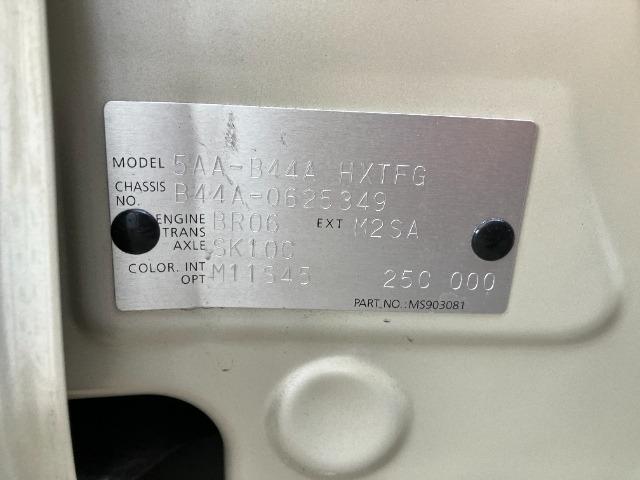 MODEL 5AA-B44A HXTFG
CHASSIS NO. B44A-0625349
ENGINE BR06 EXT M2SA
TRANS AXLE SK10C
COLOR. INT OPT M11545 25C 000
PART NO.:MS903081